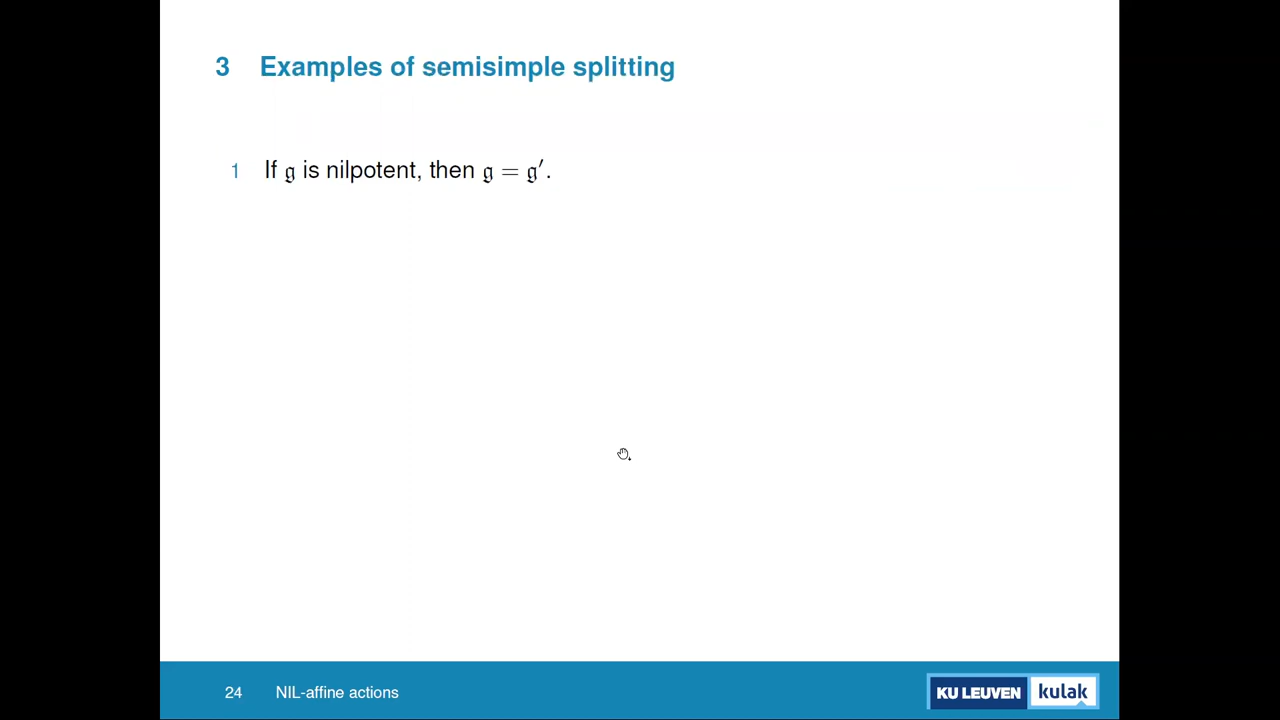 3 Examples of semisimple splitting
1 If 𝔤 is nilpotent, then 𝔤 = 𝔤′.
24 NIL-affine actions
KU LEUVEN kulak